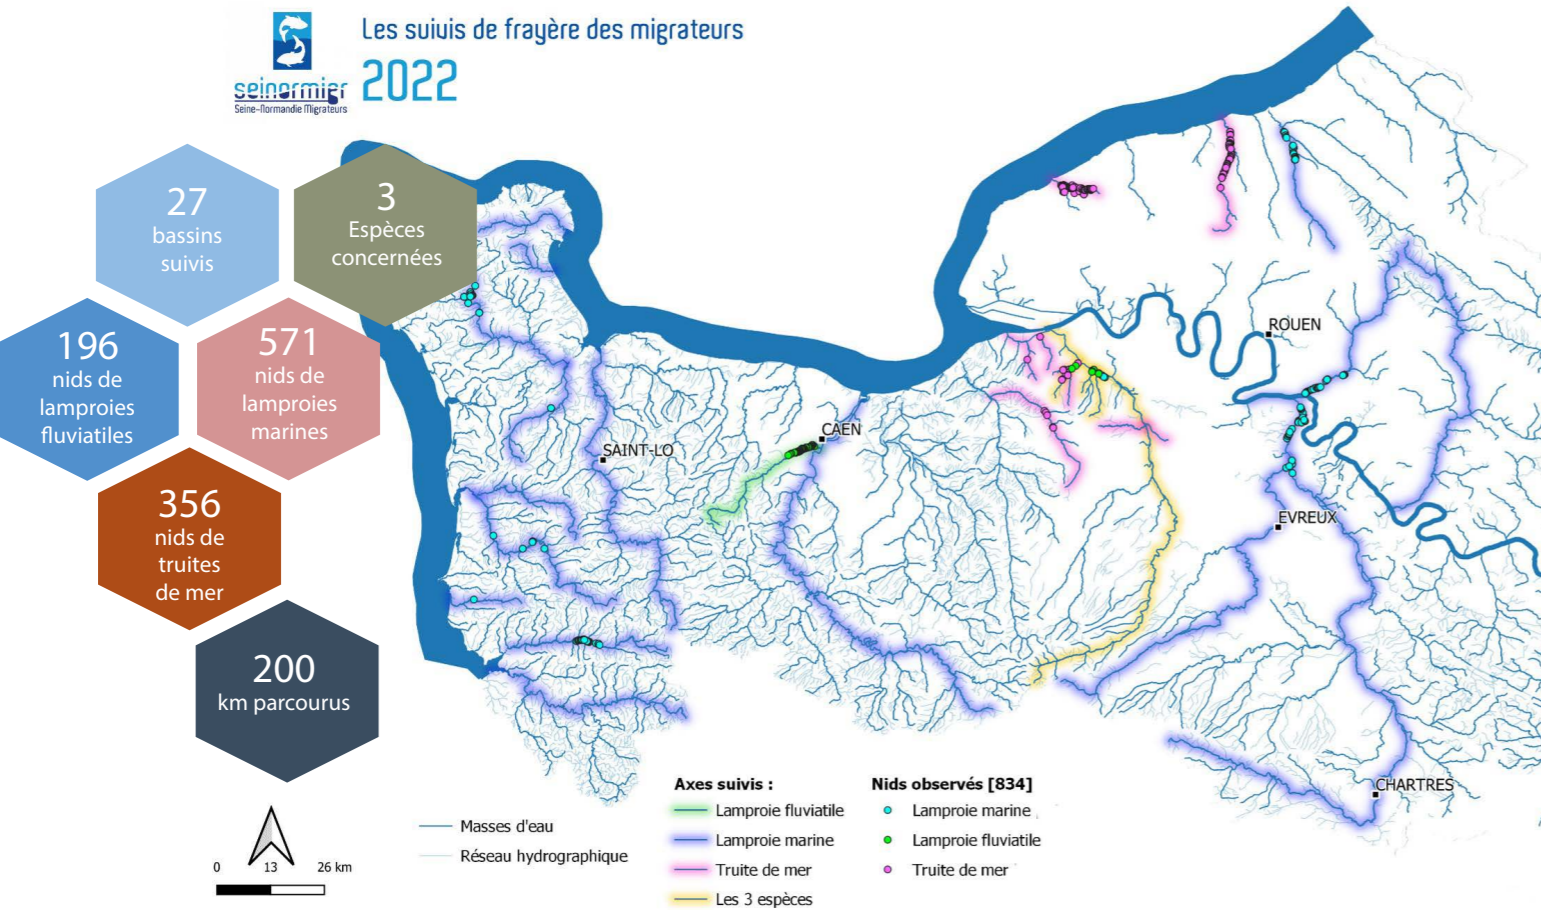 Les suivis de frayère des migrateurs
2022
seinormigr
Seine-Normandie Migrateurs
27
bassins
suivis
3
Espèces
concernées
196
nids de
lamproies
fluviatiles
571
nids de
lamproies
marines
356
nids de
truites
de mer
200
km parcourus
ROUEN
CAEN
SAINT-LO
EVREUX
CHARTRES
0 13 26 km
Masses d'eau
Réseau hydrographique
Axes suivis :
Lamproie fluviatile
Lamproie marine
Truite de mer
Les 3 espèces
Nids observés [834]
Lamproie marine
Lamproie fluviatile
Truite de mer